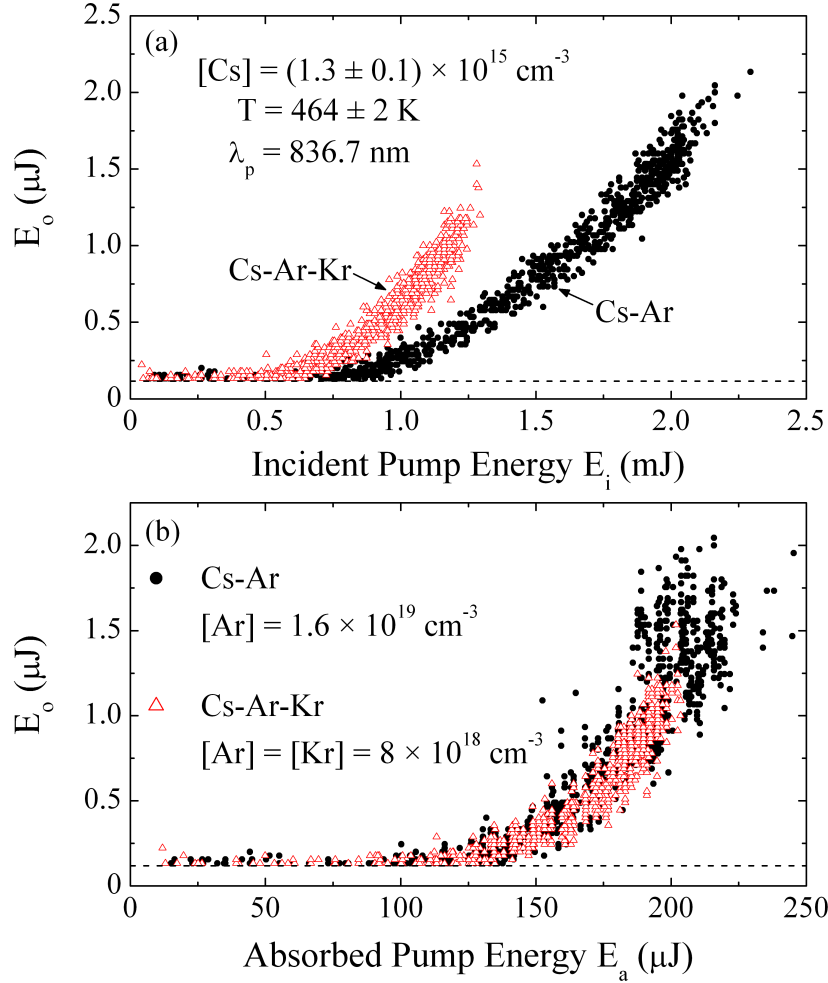 (a)
[Cs] = (1.3 ± 0.1) × 10¹⁵ cm⁻³
T = 464 ± 2 K
λₚ = 836.7 nm
Cs-Ar-Kr
Cs-Ar
2.5
2.0
1.5
1.0
0.5
0
Eₒ (μJ)
0 0.5 1.0 1.5 2.0 2.5
Incident Pump Energy Eᵢ (mJ)
(b)
Cs-Ar
[Ar] = 1.6 × 10¹⁹ cm⁻³
Cs-Ar-Kr
[Ar] = [Kr] = 8 × 10¹⁸ cm⁻³
2.0
1.5
1.0
0.5
0
Eₒ (μJ)
0 50 100 150 200 250
Absorbed Pump Energy Eₐ (μJ)